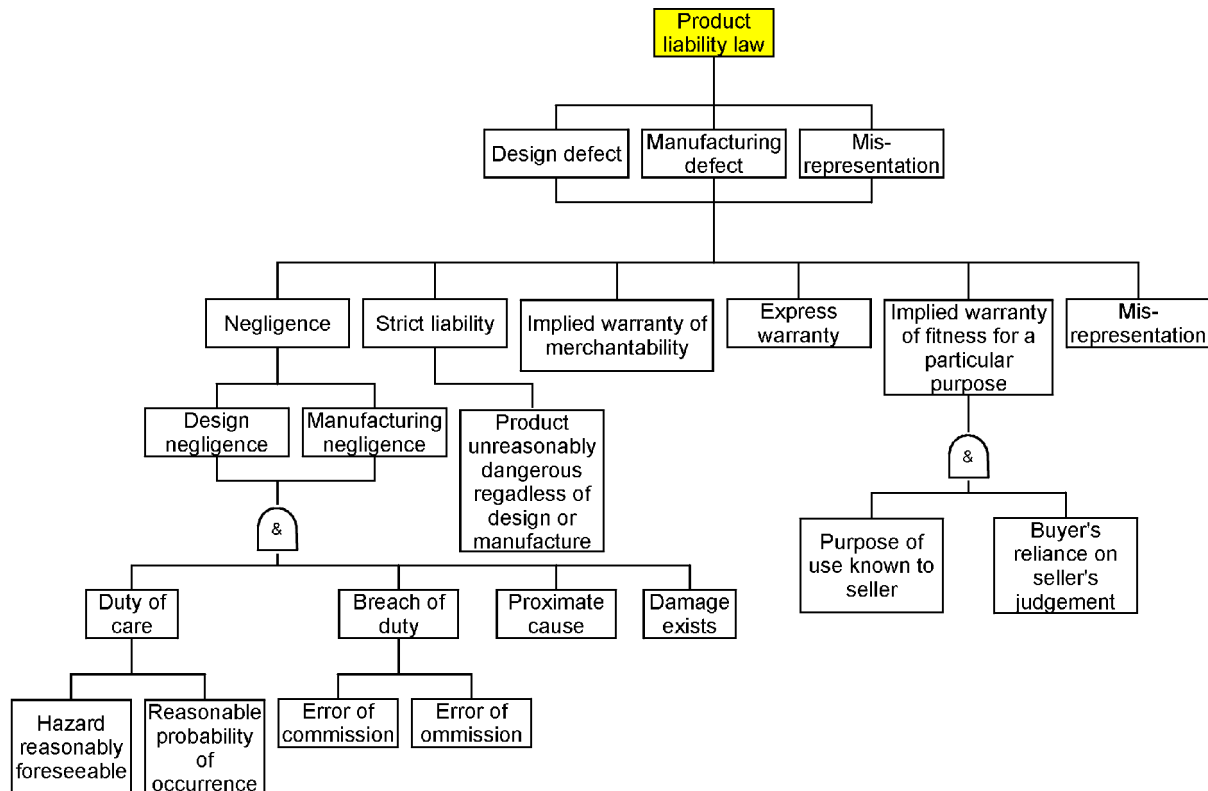 Product
liability law
Design defect
Manufacturing
defect
Mis-
representation
Negligence
Strict liability
Implied warranty of
merchantability
Express
warranty
Implied warranty
of fitness for a
particular
purpose
Mis-
representation
Design
negligence
Manufacturing
negligence
Product
unreasonably
dangerous
regadless of
design or
manufacture
&
&
Purpose of
use known to
seller
Buyer's
reliance on
seller's
judgement
Duty of
care
Breach of
duty
Proximate
cause
Damage
exists
Hazard
reasonably
foreseeable
Reasonable
probability
of
occurrence
Error of
commission
Error of
ommission